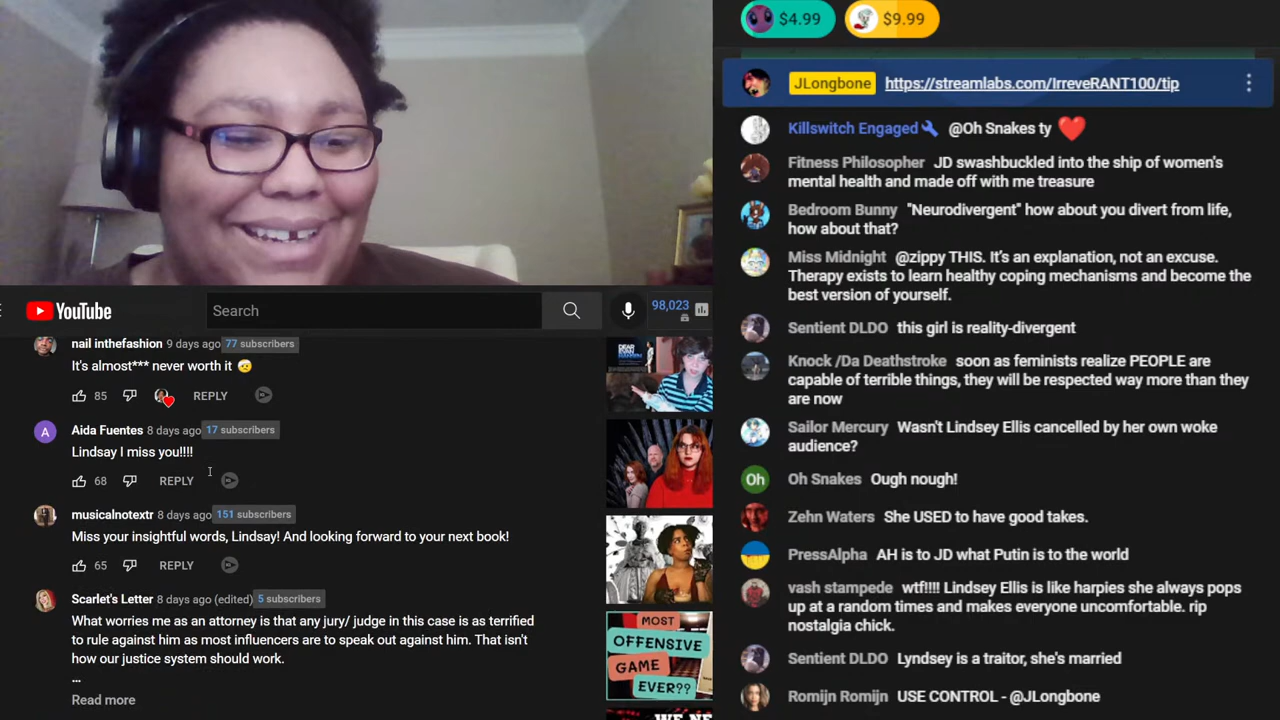 YouTube
Search
98,023
nail inthefashion 9 days ago 77 subscribers
It's almost*** never worth it 🤕
85 REPLY
A Aida Fuentes 8 days ago 17 subscribers
Lindsay I miss you!!!!
68 REPLY
musicalnotextr 8 days ago 151 subscribers
Miss your insightful words, Lindsay! And looking forward to your next book!
65 REPLY
Scarlet's Letter 8 days ago (edited) 5 subscribers
What worries me as an attorney is that any jury/ judge in this case is as terrified
to rule against him as most influencers are to speak out against him. That isn't
how our justice system should work.
...
Read more
DEAR
EVAN
HANSEN
MOST
OFFENSIVE
GAME
EVER??
WE NE
$4.99 $9.99
JLongbone https://streamlabs.com/IrreveRANT100/tip
Killswitch Engaged @Oh Snakes ty ❤️
Fitness Philosopher JD swashbuckled into the ship of women's
mental health and made off with me treasure
Bedroom Bunny "Neurodivergent" how about you divert from life,
how about that?
Miss Midnight @zippy THIS. It's an explanation, not an excuse.
Therapy exists to learn healthy coping mechanisms and become the
best version of yourself.
Sentient DLDO this girl is reality-divergent
Knock /Da Deathstroke soon as feminists realize PEOPLE are
capable of terrible things, they will be respected way more than they
are now
Sailor Mercury Wasn't Lindsey Ellis cancelled by her own woke
audience?
Oh Oh Snakes Ough nough!
Zehn Waters She USED to have good takes.
PressAlpha AH is to JD what Putin is to the world
vash stampede wtf!!!! Lindsey Ellis is like harpies she always pops
up at a random times and makes everyone uncomfortable. rip
nostalgia chick.
Sentient DLDO Lyndsey is a traitor, she's married
Romijn Romijn USE CONTROL - @JLongbone